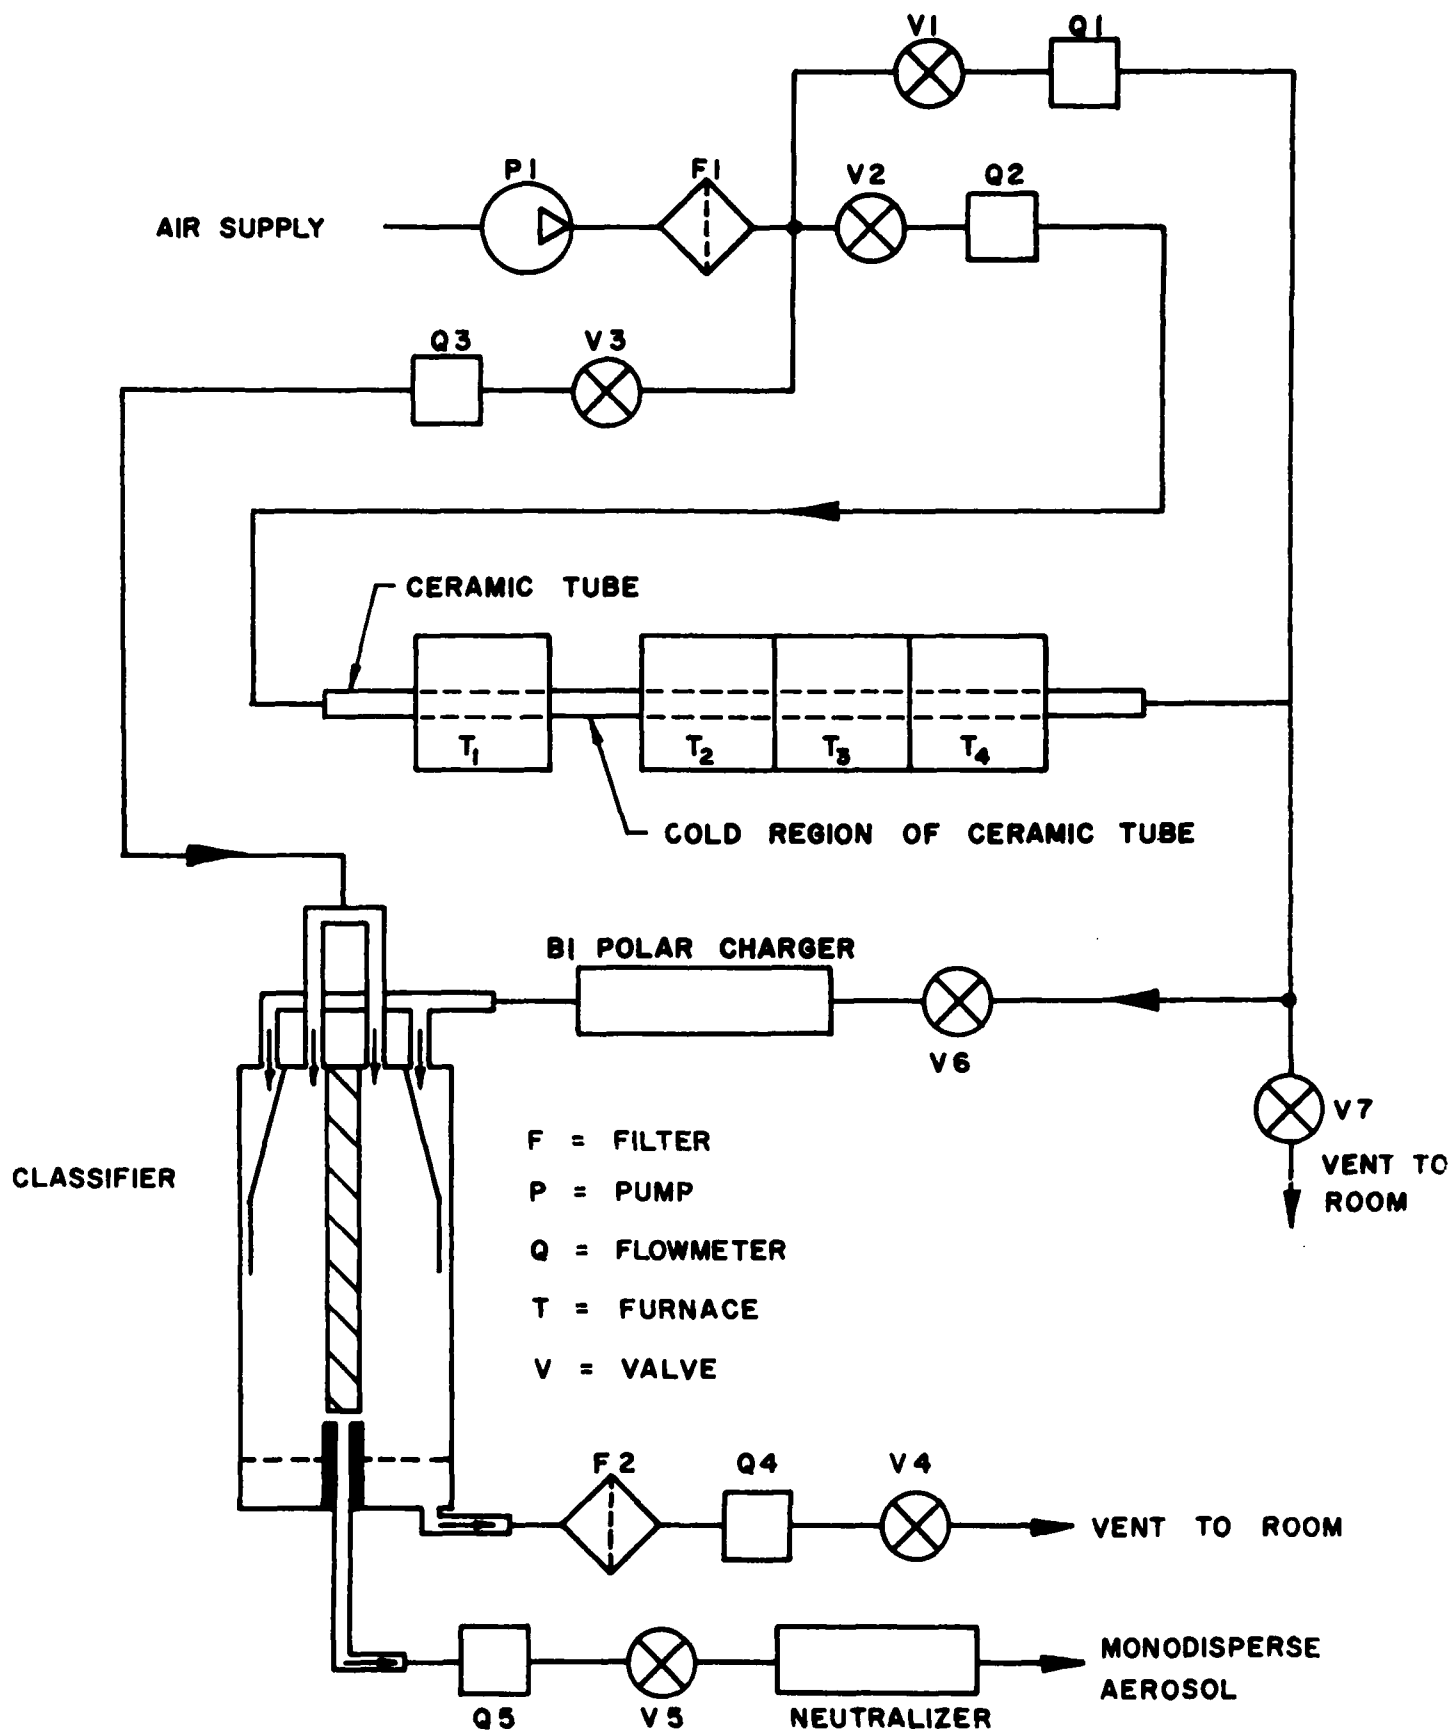 V1
Q1
P1
F1
V2
Q2
AIR SUPPLY
Q3
V3
CERAMIC TUBE
T1
T2
T3
T4
COLD REGION OF CERAMIC TUBE
BI POLAR CHARGER
V6
V7
VENT TO
ROOM
CLASSIFIER
F = FILTER
P = PUMP
Q = FLOWMETER
T = FURNACE
V = VALVE
F2
Q4
V4
VENT TO ROOM
MONODISPERSE
AEROSOL
Q5
V5
NEUTRALIZER